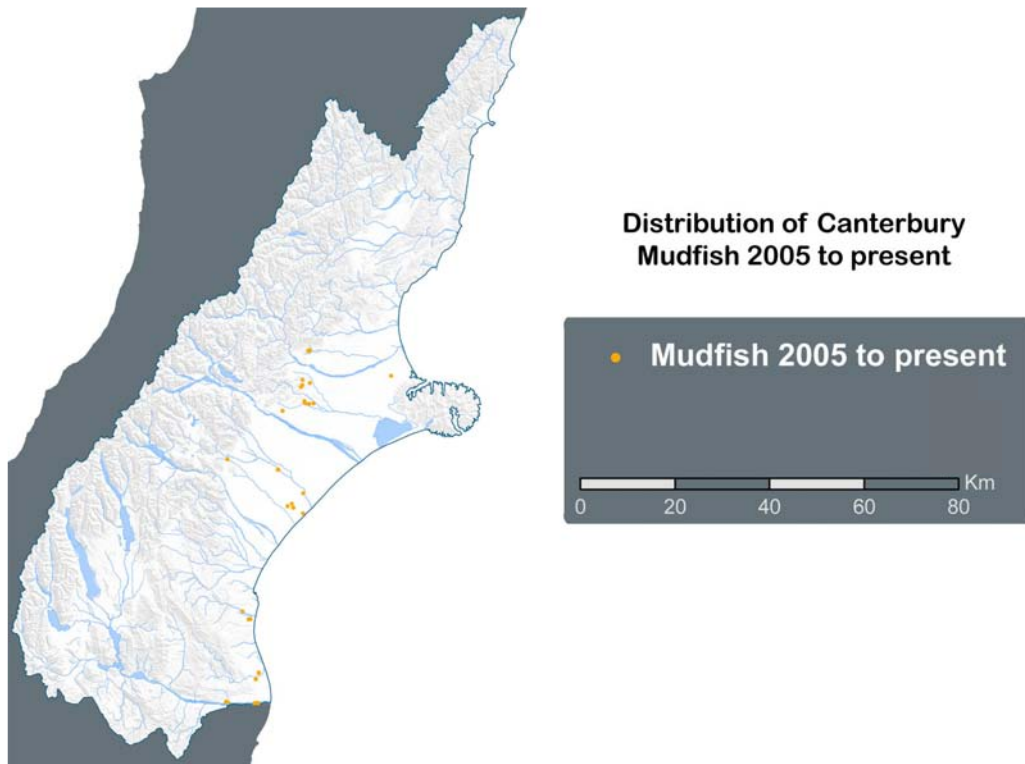 Distribution of Canterbury
Mudfish 2005 to present
Mudfish 2005 to present
Km
0 20 40 60 80